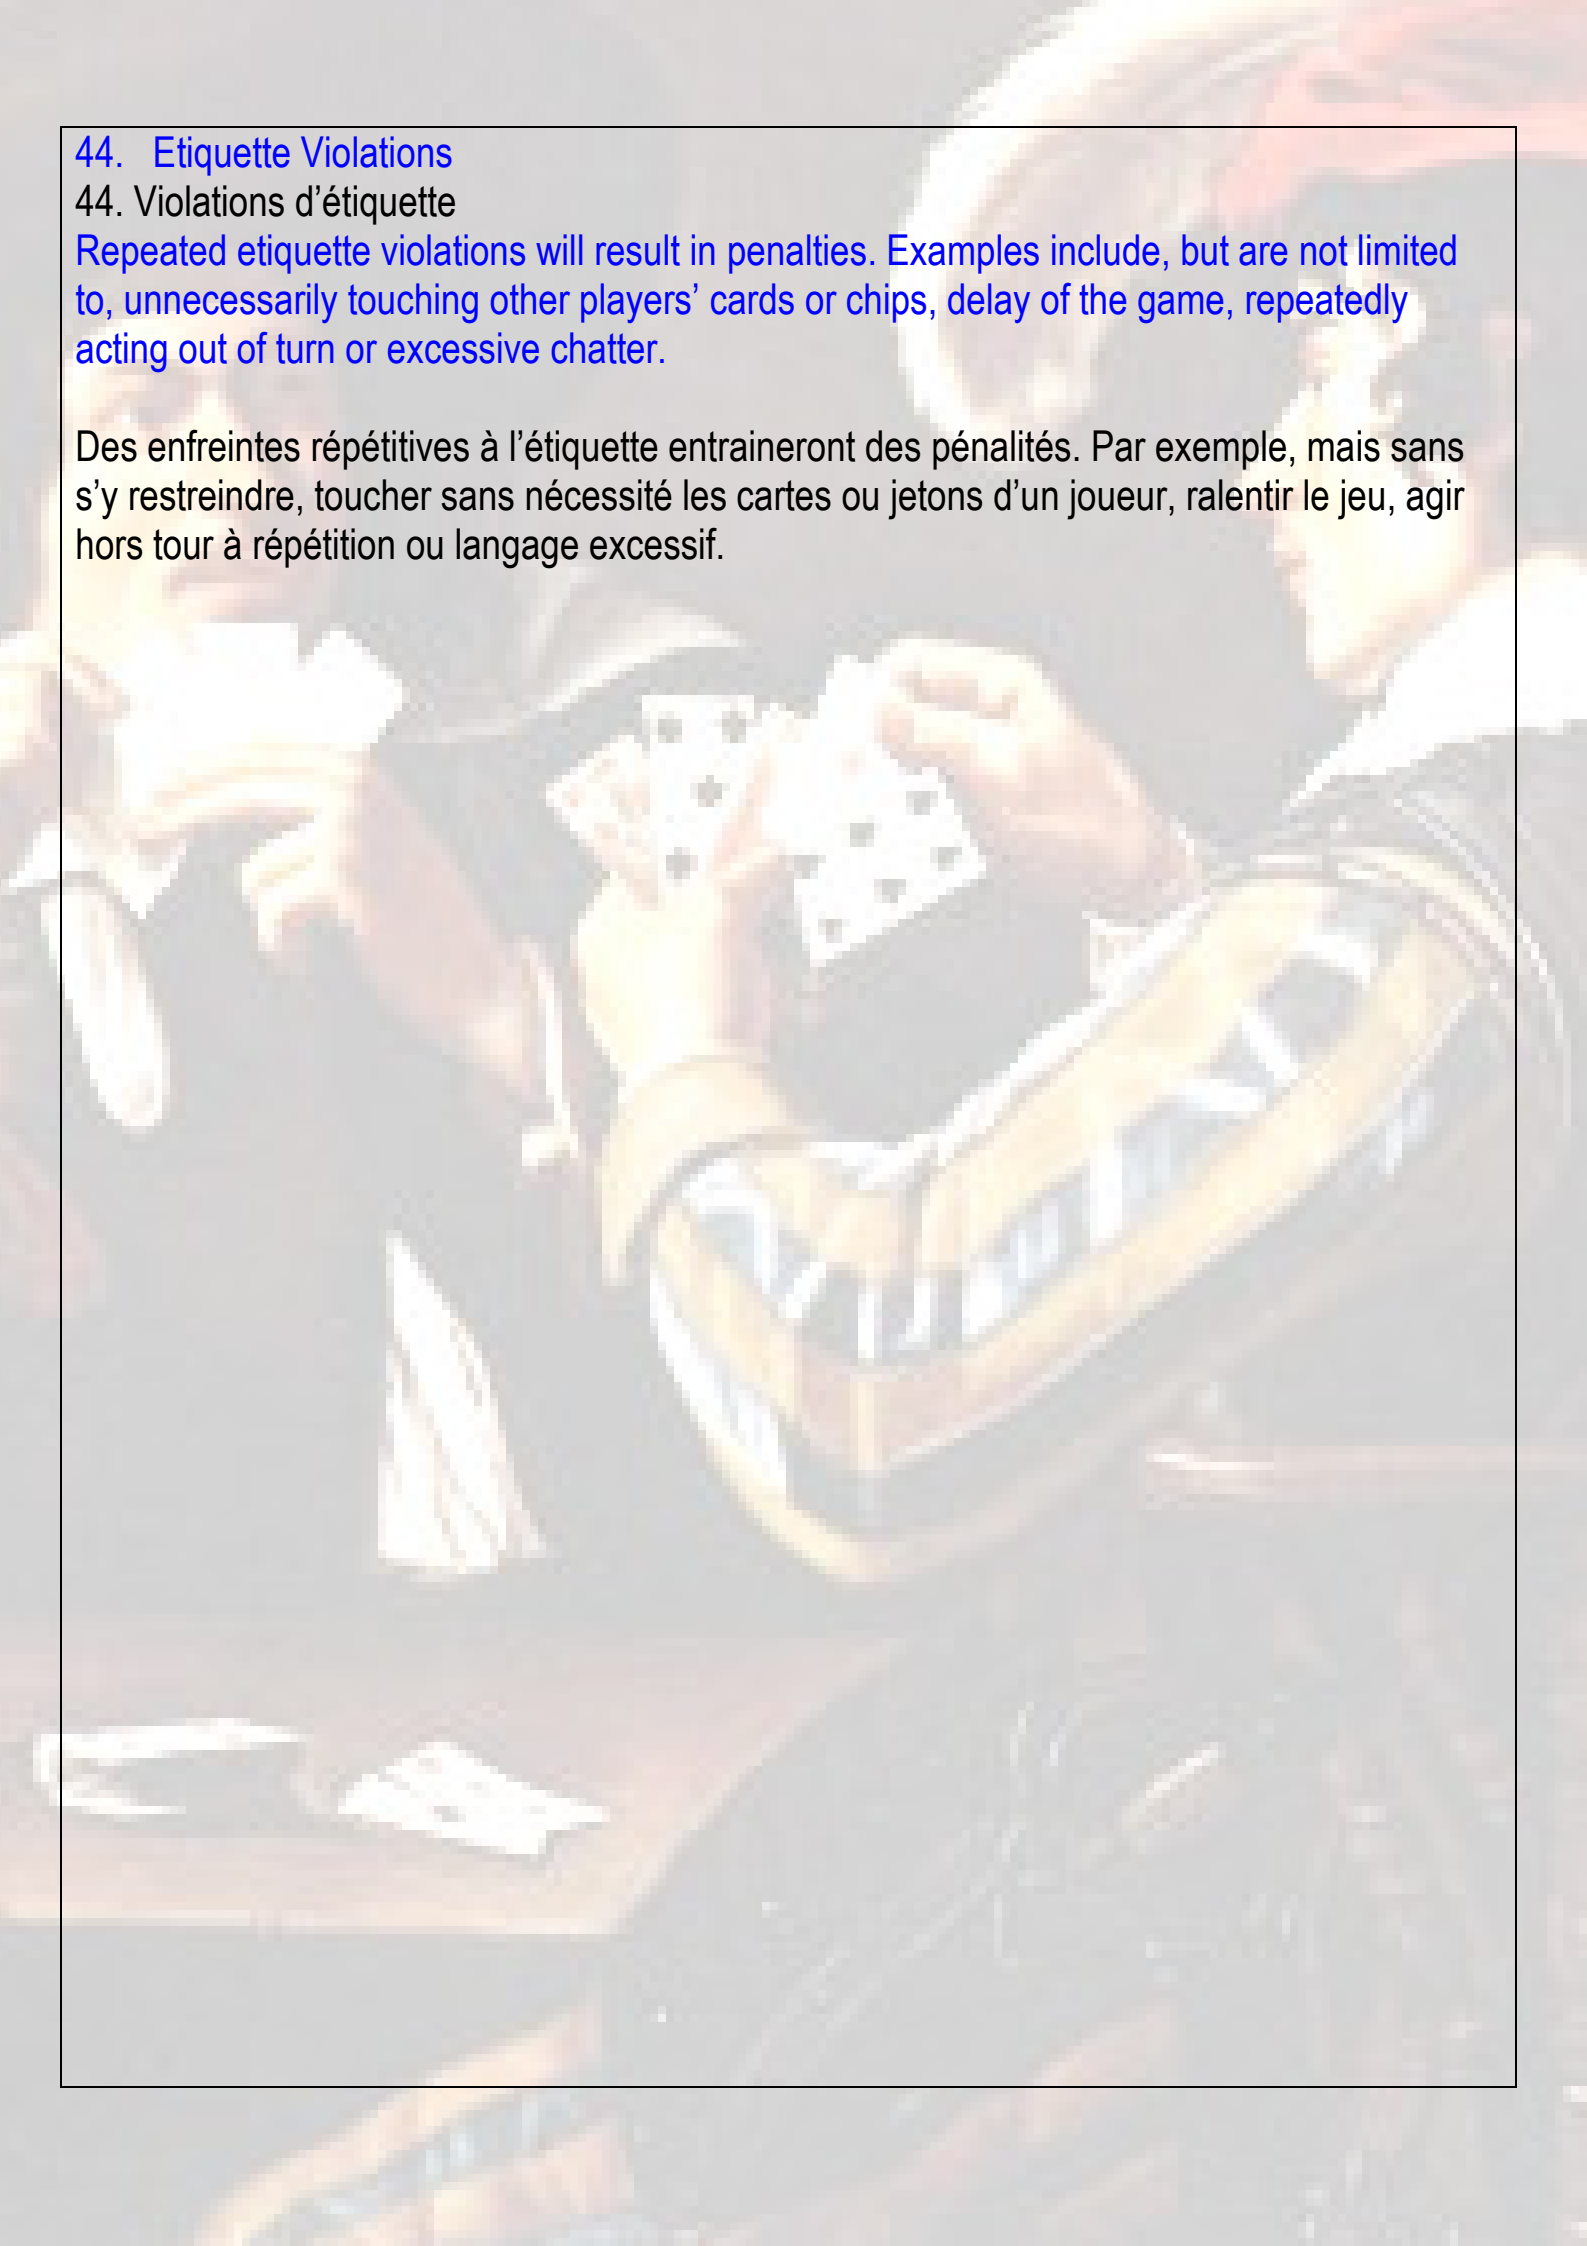 44. Etiquette Violations
44. Violations d’étiquette
Repeated etiquette violations will result in penalties. Examples include, but are not limited
to, unnecessarily touching other players’ cards or chips, delay of the game, repeatedly
acting out of turn or excessive chatter.
Des enfreintes répétitives à l’étiquette entraineront des pénalités. Par exemple, mais sans
s’y restreindre, toucher sans nécessité les cartes ou jetons d’un joueur, ralentir le jeu, agir
hors tour à répétition ou langage excessif.